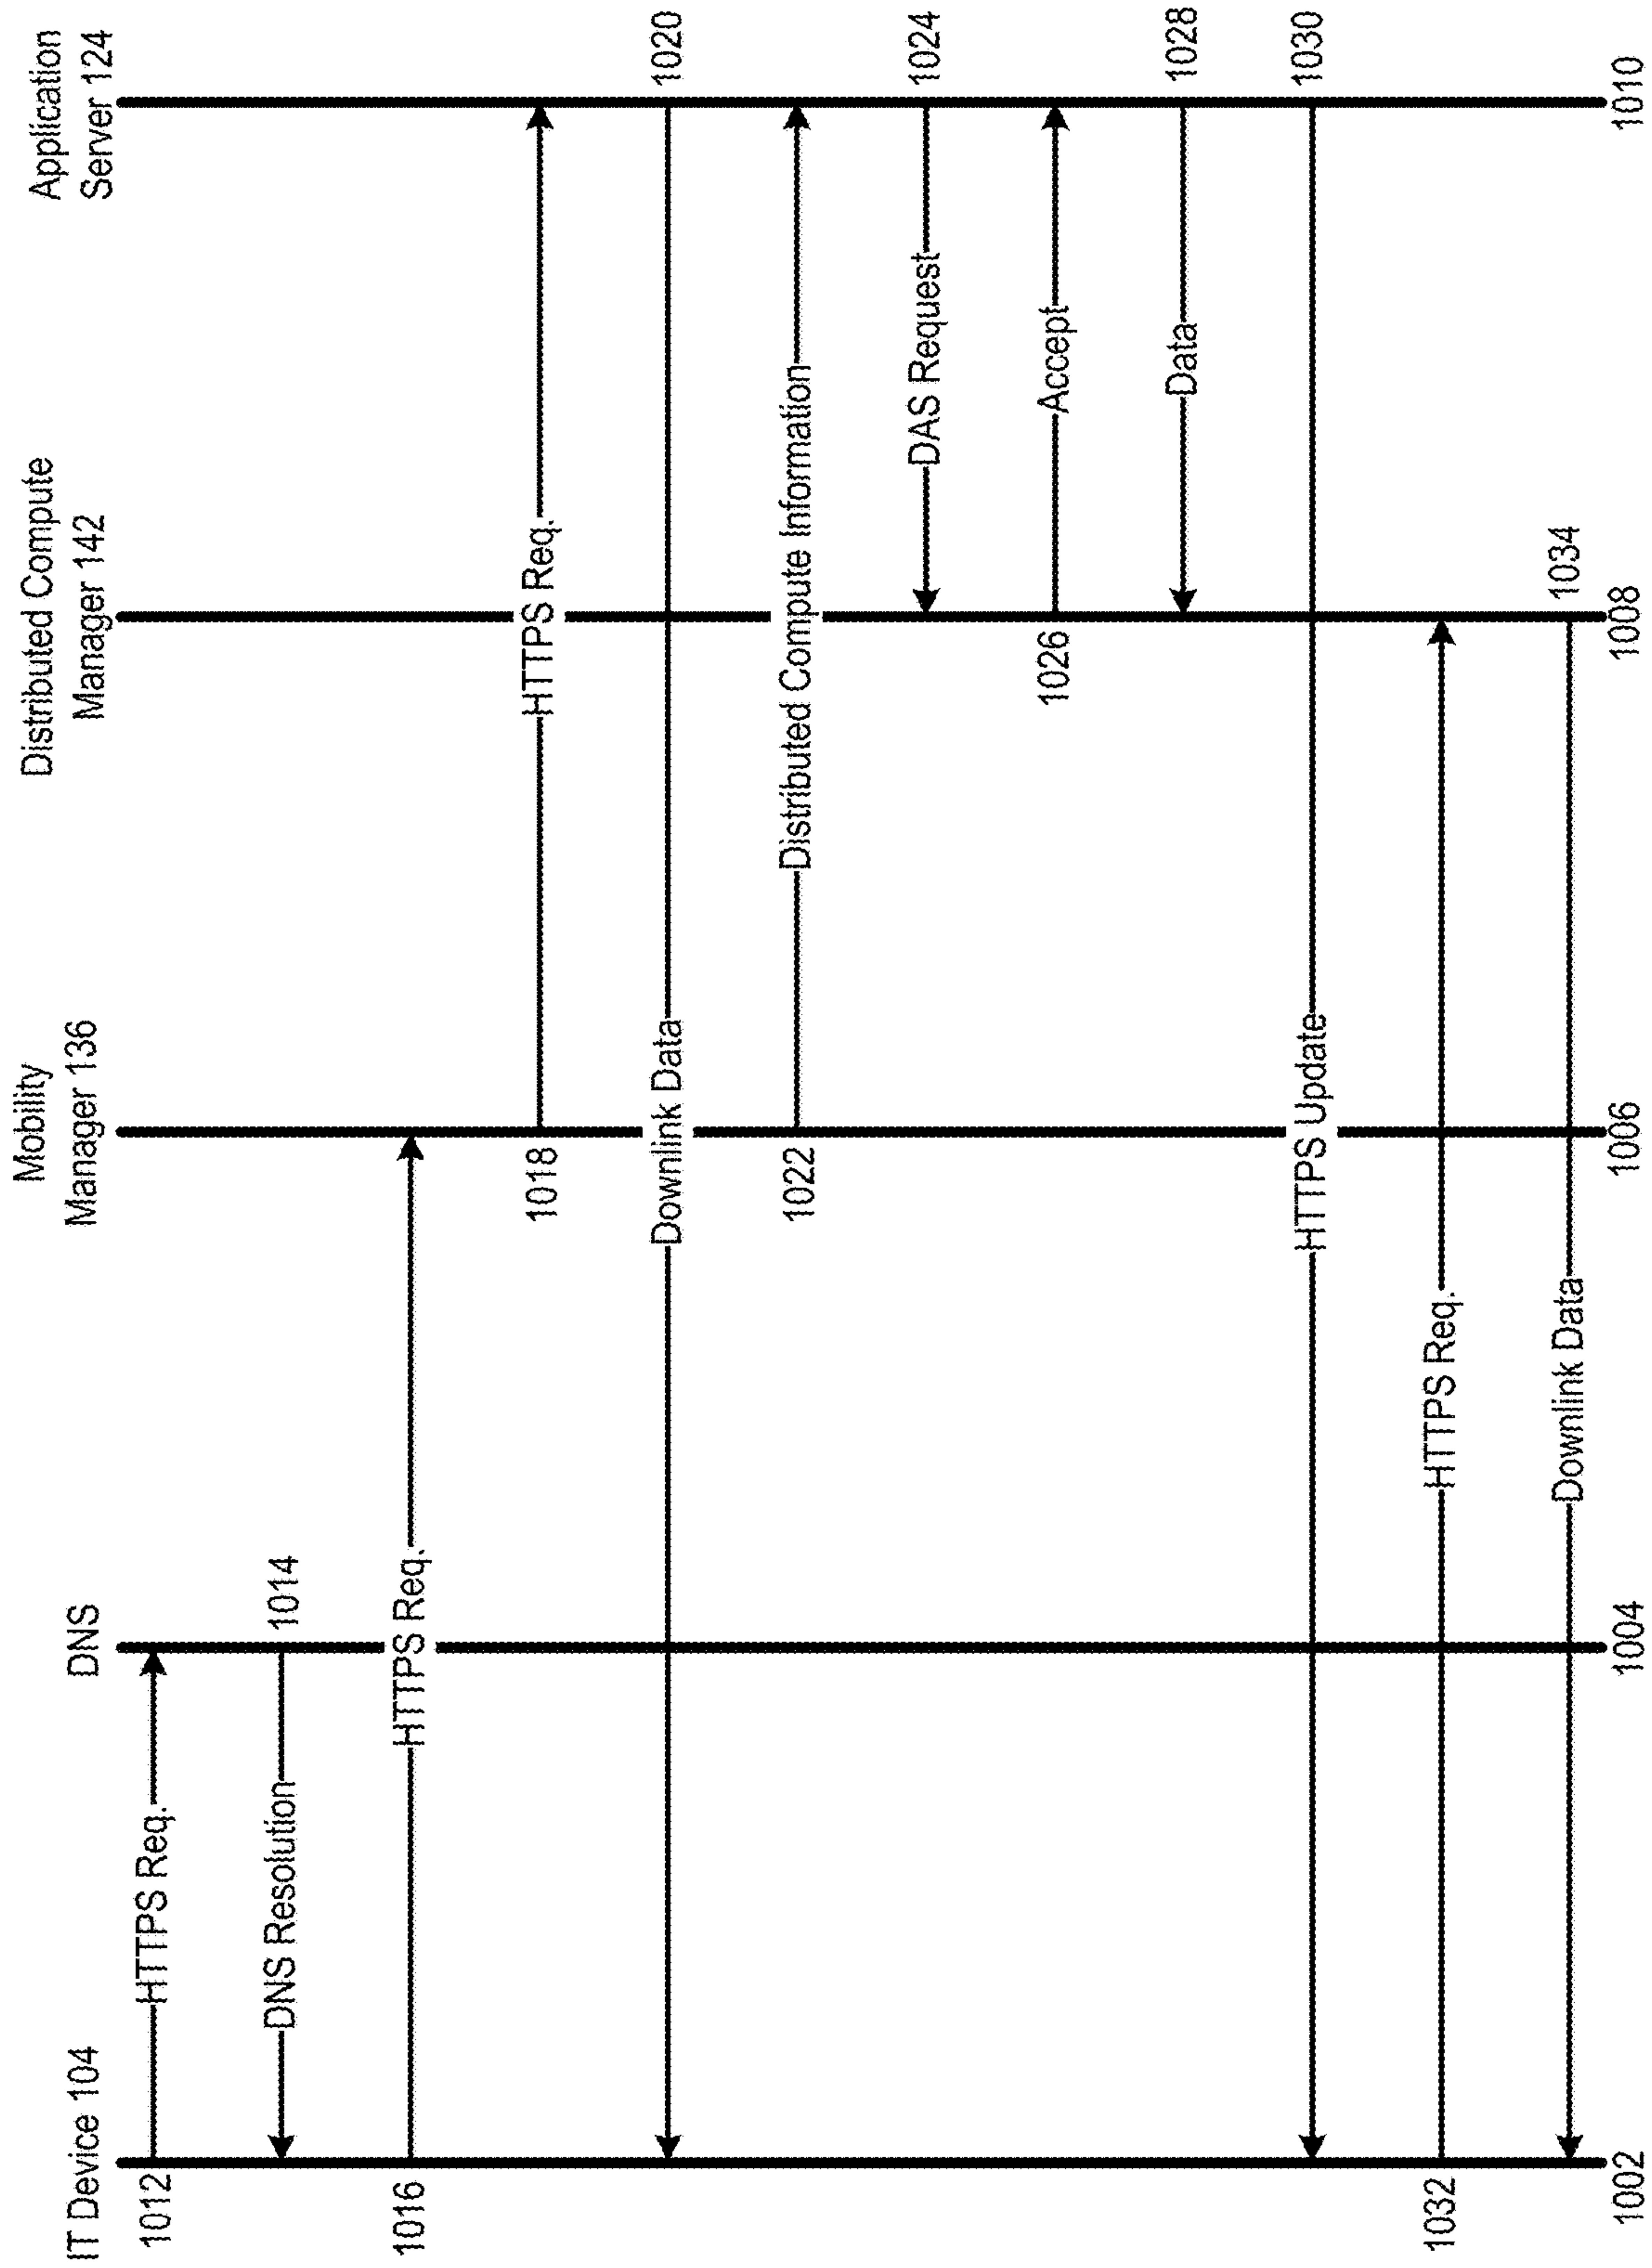 IT Device 104
DNS
Mobility
Manager 136
Distributed Compute
Manager 142
Application
Server 124
1012
HTTPS Req.
DNS Resolution
1014
1016
HTTPS Req.
1018
HTTPS Req.
Downlink Data
1020
1022
Distributed Compute Information
DAS Request
1024
1026
Accept
Data
1028
HTTPS Update
1030
1032
HTTPS Req.
Downlink Data
1034
1002
1004
1006
1008
1010